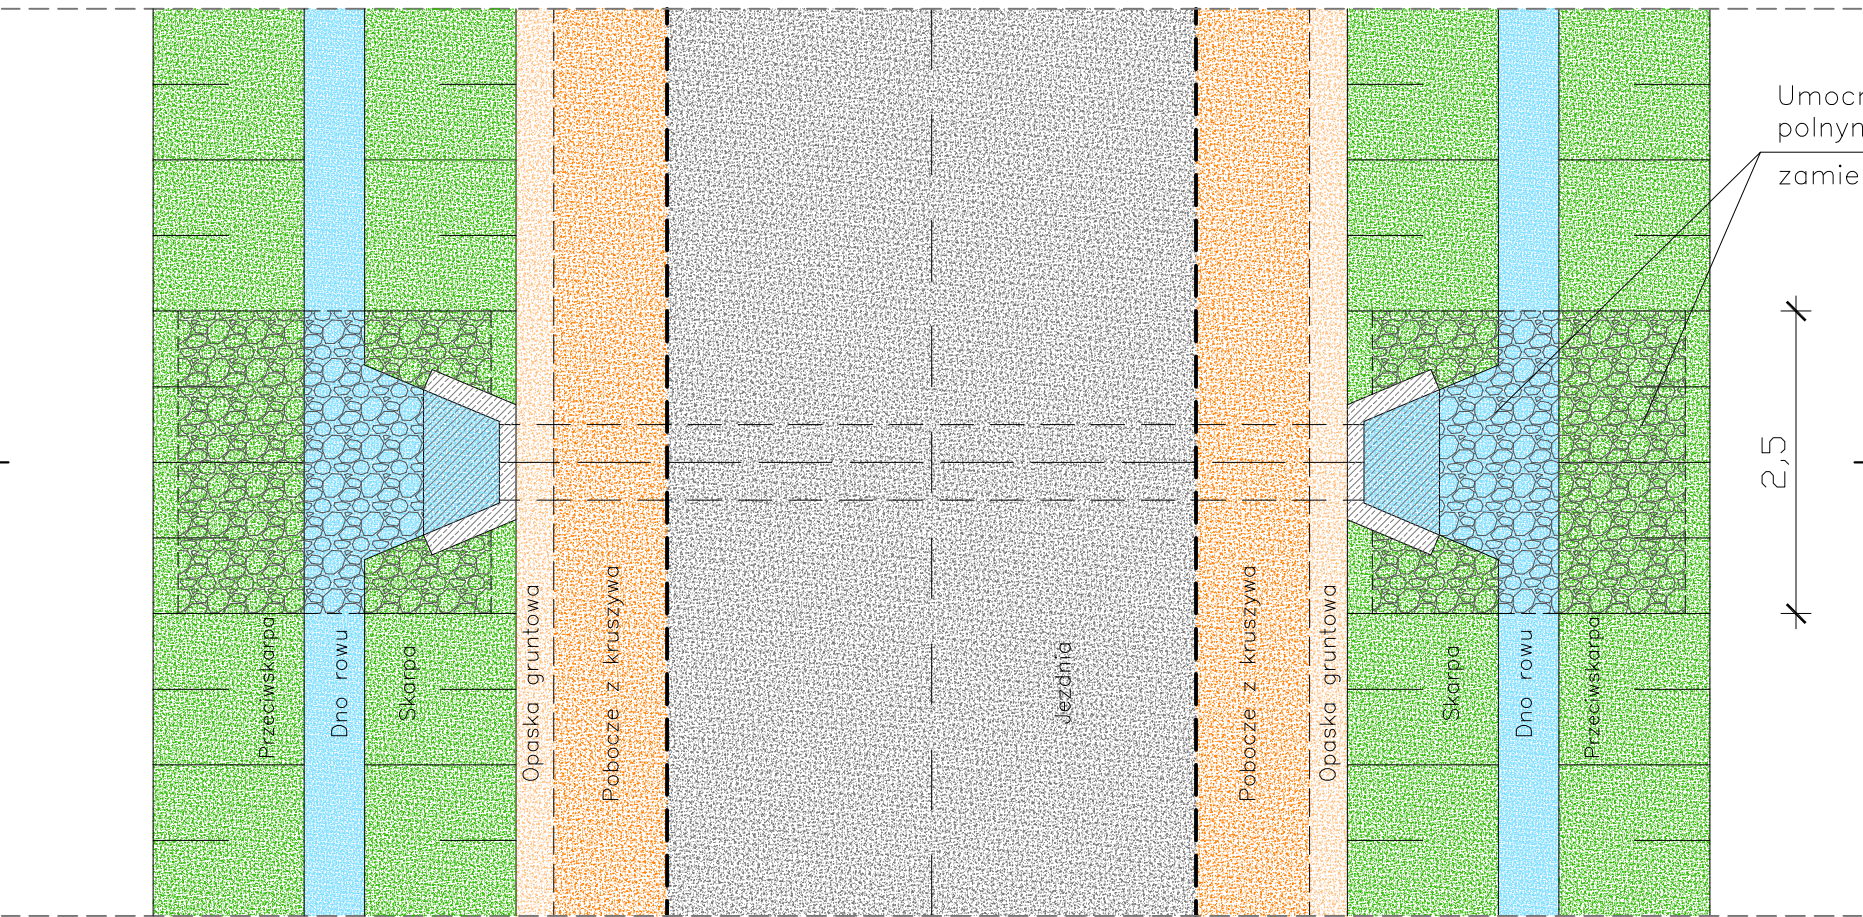 Umocn
polnyn
zamie
2,5
Przeciwskarpa
Dno rowu
Skarpa
Opaska gruntowa
Pobocze z kruszywa
Jezdnia
Pobocze z kruszywa
Opaska gruntowa
Skarpa
Dno rowu
Przeciwskarpa